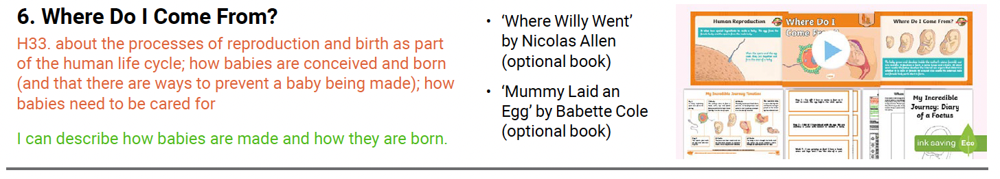 6. Where Do I Come From?
H33. about the processes of reproduction and birth as part
of the human life cycle; how babies are conceived and born
(and that there are ways to prevent a baby being made); how
babies need to be cared for
I can describe how babies are made and how they are born.
• ‘Where Willy Went’
by Nicolas Allen
(optional book)
• ‘Mummy Laid an
Egg’ by Babette Cole
(optional book)
Human Reproduction
Where Do I
Come From?
Where Do I Come From?
My Incredible Journey Timeline
My Incredible
Journey: Diary
of a Foetus
ink saving
Eco